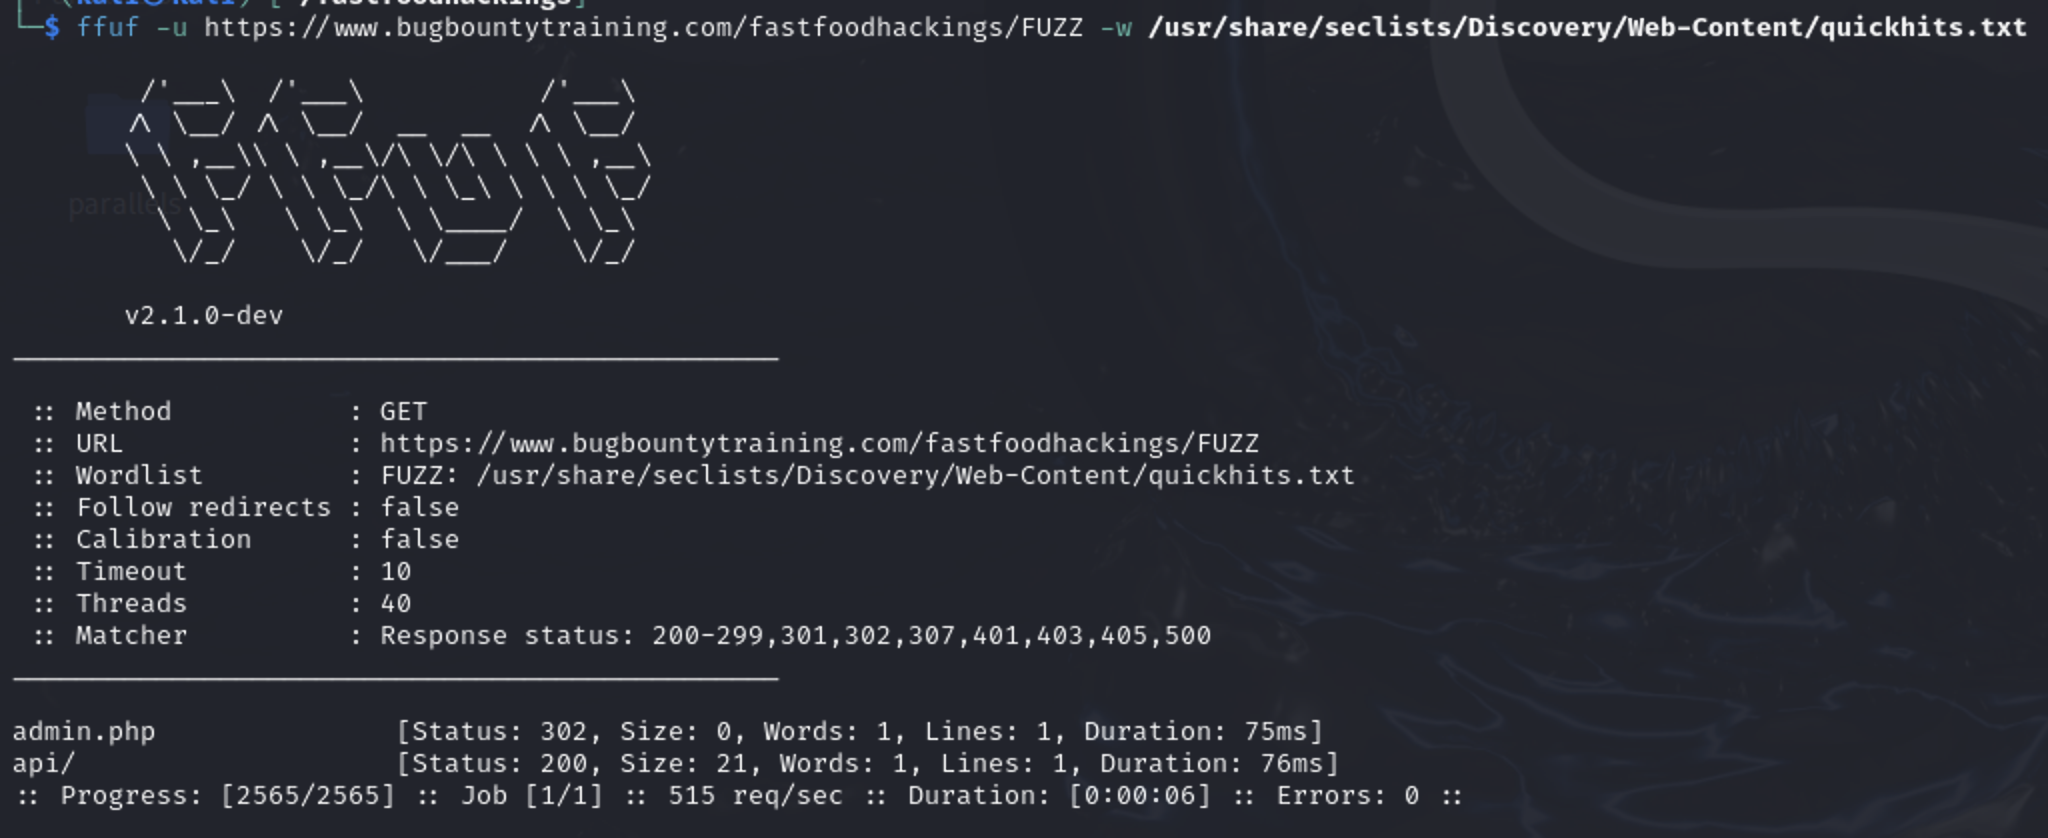 (kali㉿kali)-[~/fastfoodhackings]
└─$ ffuf -u https://www.bugbountytraining.com/fastfoodhackings/FUZZ -w /usr/share/seclists/Discovery/Web-Content/quickhits.txt
parallels
v2.1.0-dev
:: Method : GET
:: URL : https://www.bugbountytraining.com/fastfoodhackings/FUZZ
:: Wordlist : FUZZ: /usr/share/seclists/Discovery/Web-Content/quickhits.txt
:: Follow redirects : false
:: Calibration : false
:: Timeout : 10
:: Threads : 40
:: Matcher : Response status: 200-299,301,302,307,401,403,405,500
admin.php [Status: 302, Size: 0, Words: 1, Lines: 1, Duration: 75ms]
api/ [Status: 200, Size: 21, Words: 1, Lines: 1, Duration: 76ms]
:: Progress: [2565/2565] :: Job [1/1] :: 515 req/sec :: Duration: [0:00:06] :: Errors: 0 ::